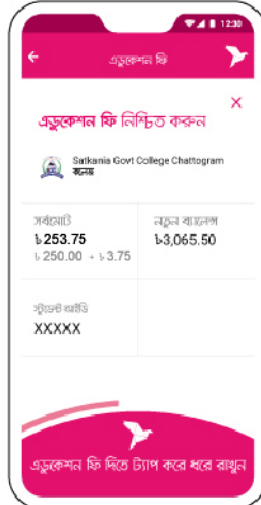 12:30
এডুকেশন ফি
এডুকেশন ফি নিশ্চিত করুন
Satkania Govt College Chattogram
কলেজ
সর্বমোট
৳ 253.75
৳ 250.00 + ৳ 3.75
নতুন ব্যালেন্স
৳3,065.50
স্টুডেন্ট আইডি
XXXXX
এডুকেশন ফি দিতে ট্যাপ করে ধরে রাখুন